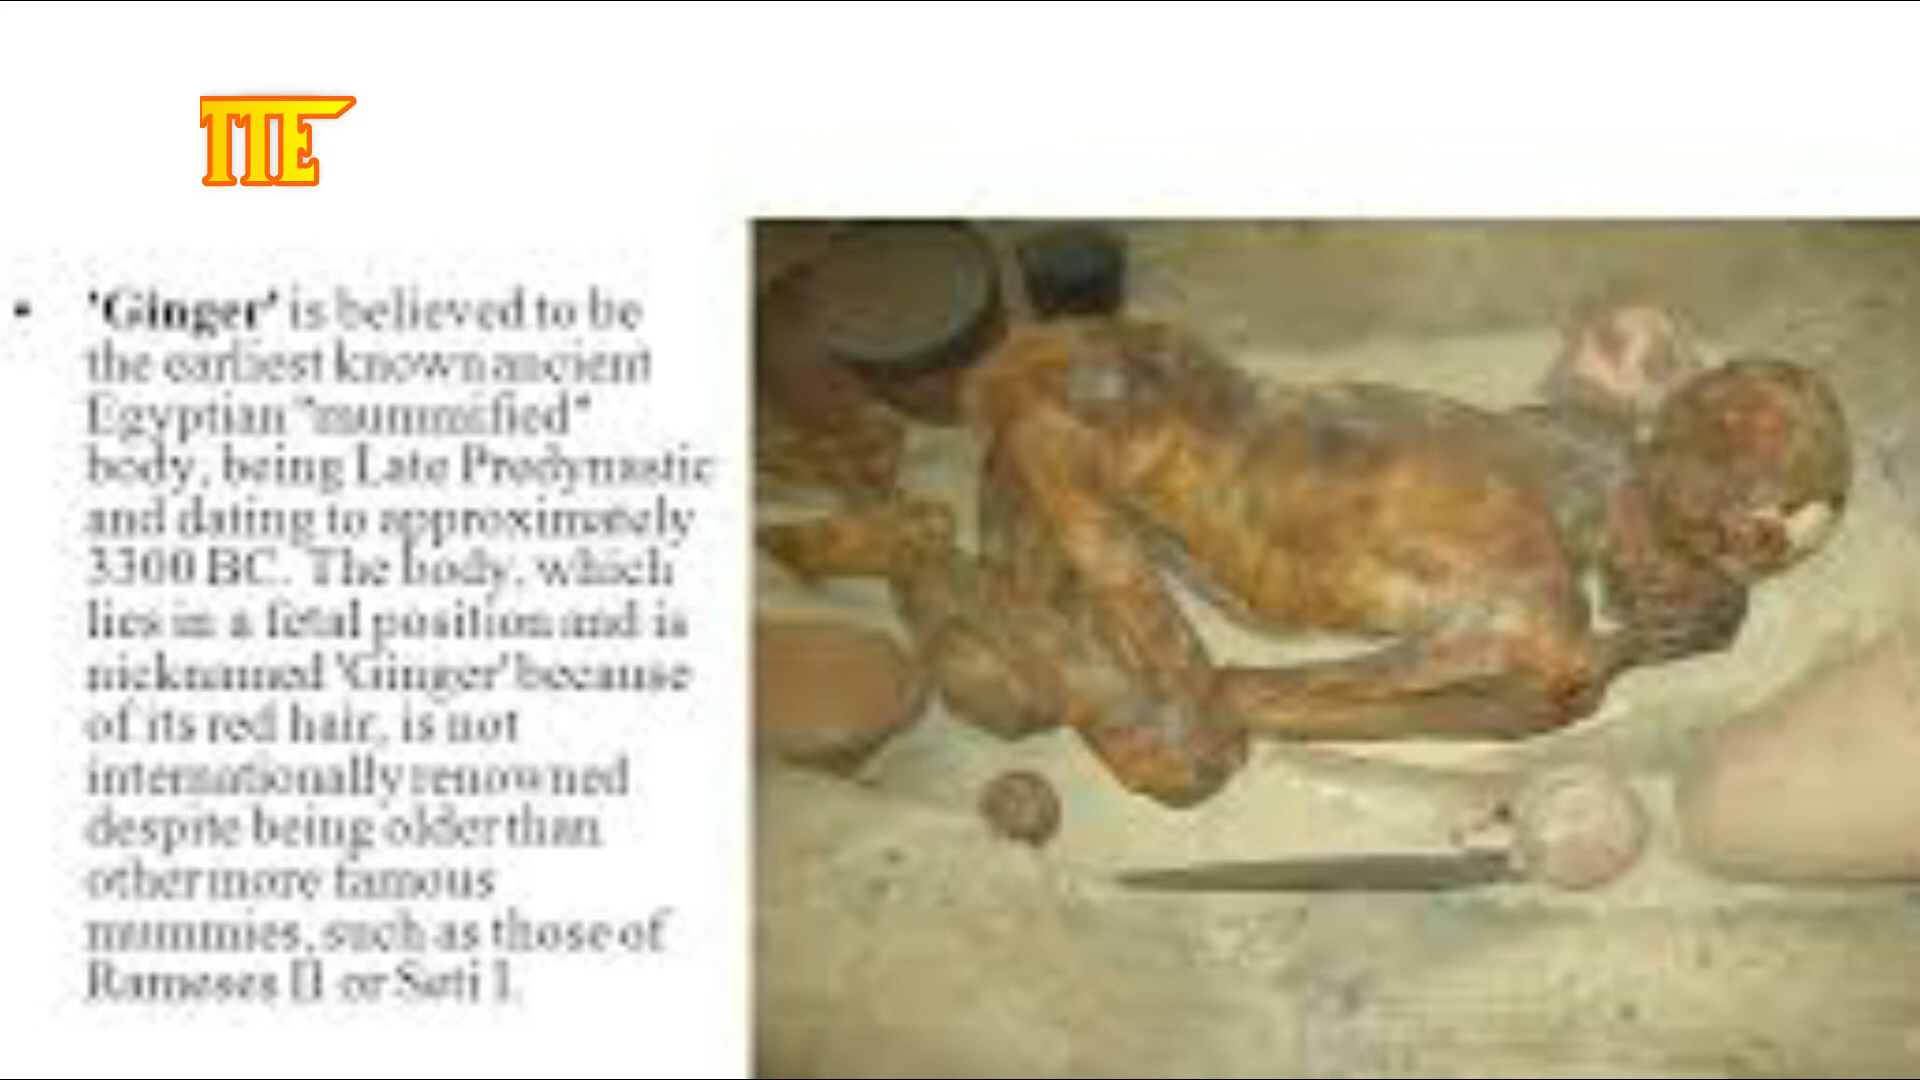 TTE
• 'Ginger' is believed to be
the earliest known ancient
Egyptian "mummified"
body, being Late Predynastic
and dating to approximately
3300 BC. The body, which
lies in a fetal position and is
nicknamed 'Ginger' because
of its red hair, is not
internationally renowned
despite being older than
other more famous
mummies, such as those of
Rameses II or Seti I.